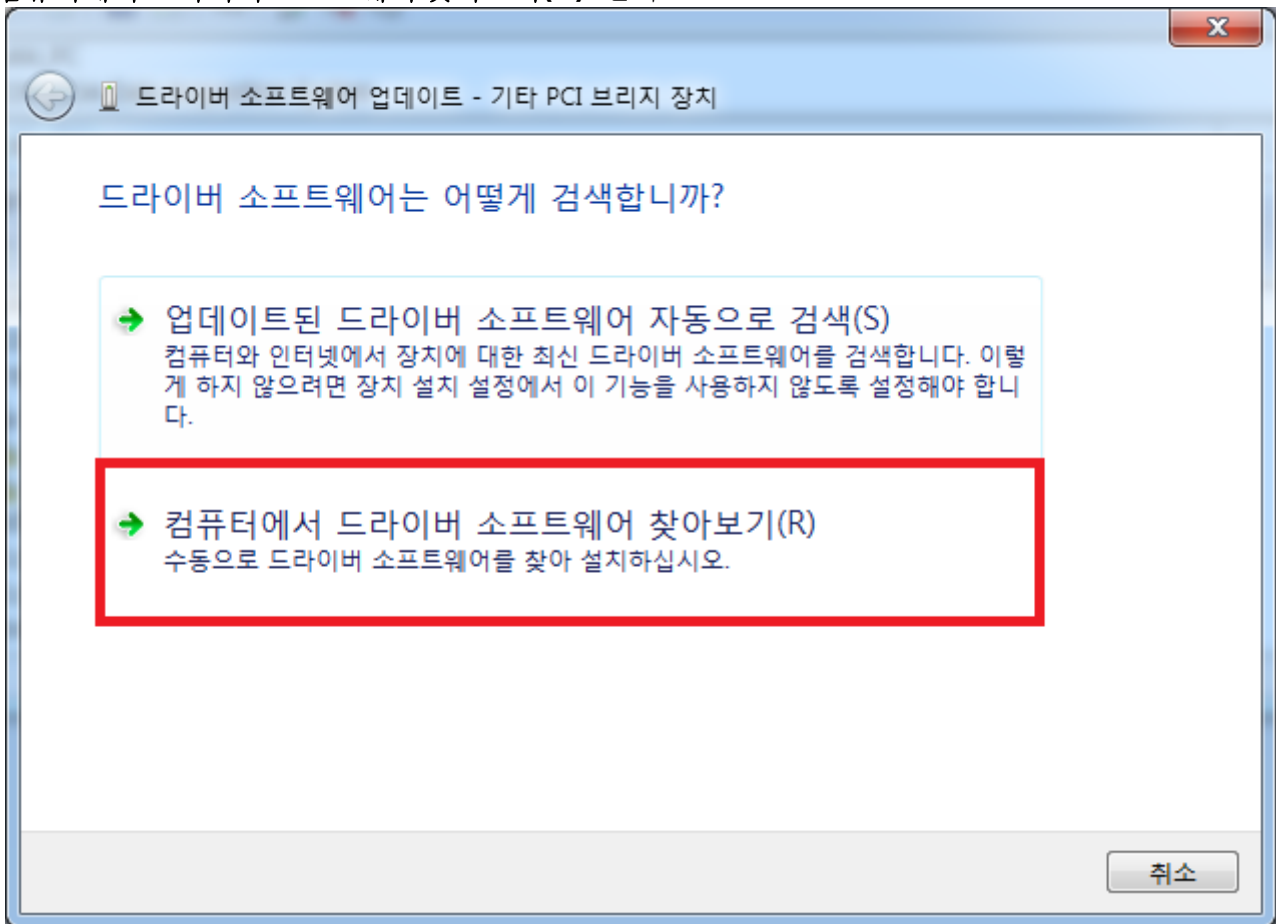 드라이버 소프트웨어 업데이트 - 기타 PCI 브리지 장치
드라이버 소프트웨어는 어떻게 검색합니까?
업데이트된 드라이버 소프트웨어 자동으로 검색(S)
컴퓨터와 인터넷에서 장치에 대한 최신 드라이버 소프트웨어를 검색합니다. 이렇
게 하지 않으려면 장치 설치 설정에서 이 기능을 사용하지 않도록 설정해야 합니
다.
컴퓨터에서 드라이버 소프트웨어 찾아보기(R)
수동으로 드라이버 소프트웨어를 찾아 설치하십시오.
취소